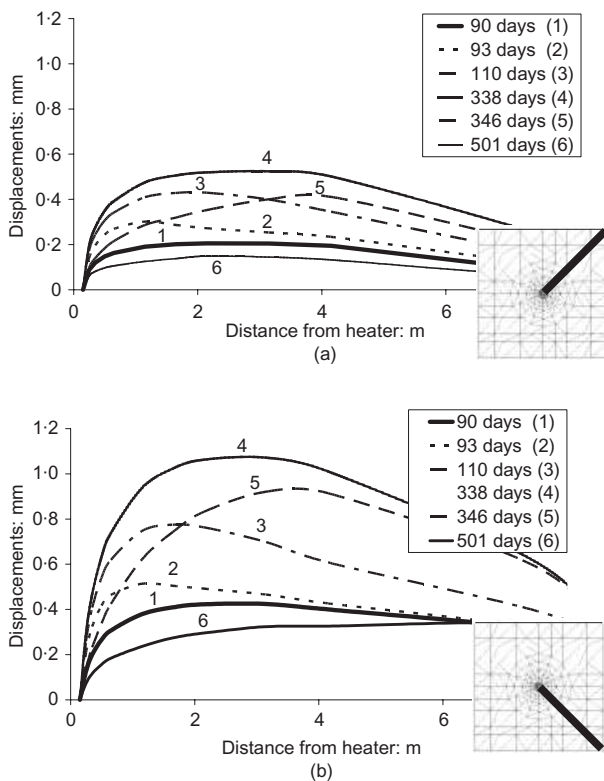 1·2
1·0
0·8
0·6
0·4
0·2
0
Displacements: mm
0 2 4 6
Distance from heater: m
(a)
90 days (1)
93 days (2)
110 days (3)
338 days (4)
346 days (5)
501 days (6)
4
3
5
2
1
6
1·2
1·0
0·8
0·6
0·4
0·2
0
Displacements: mm
0 2 4 6
Distance from heater: m
(b)
90 days (1)
93 days (2)
110 days (3)
338 days (4)
346 days (5)
501 days (6)
4
5
3
2
1
6